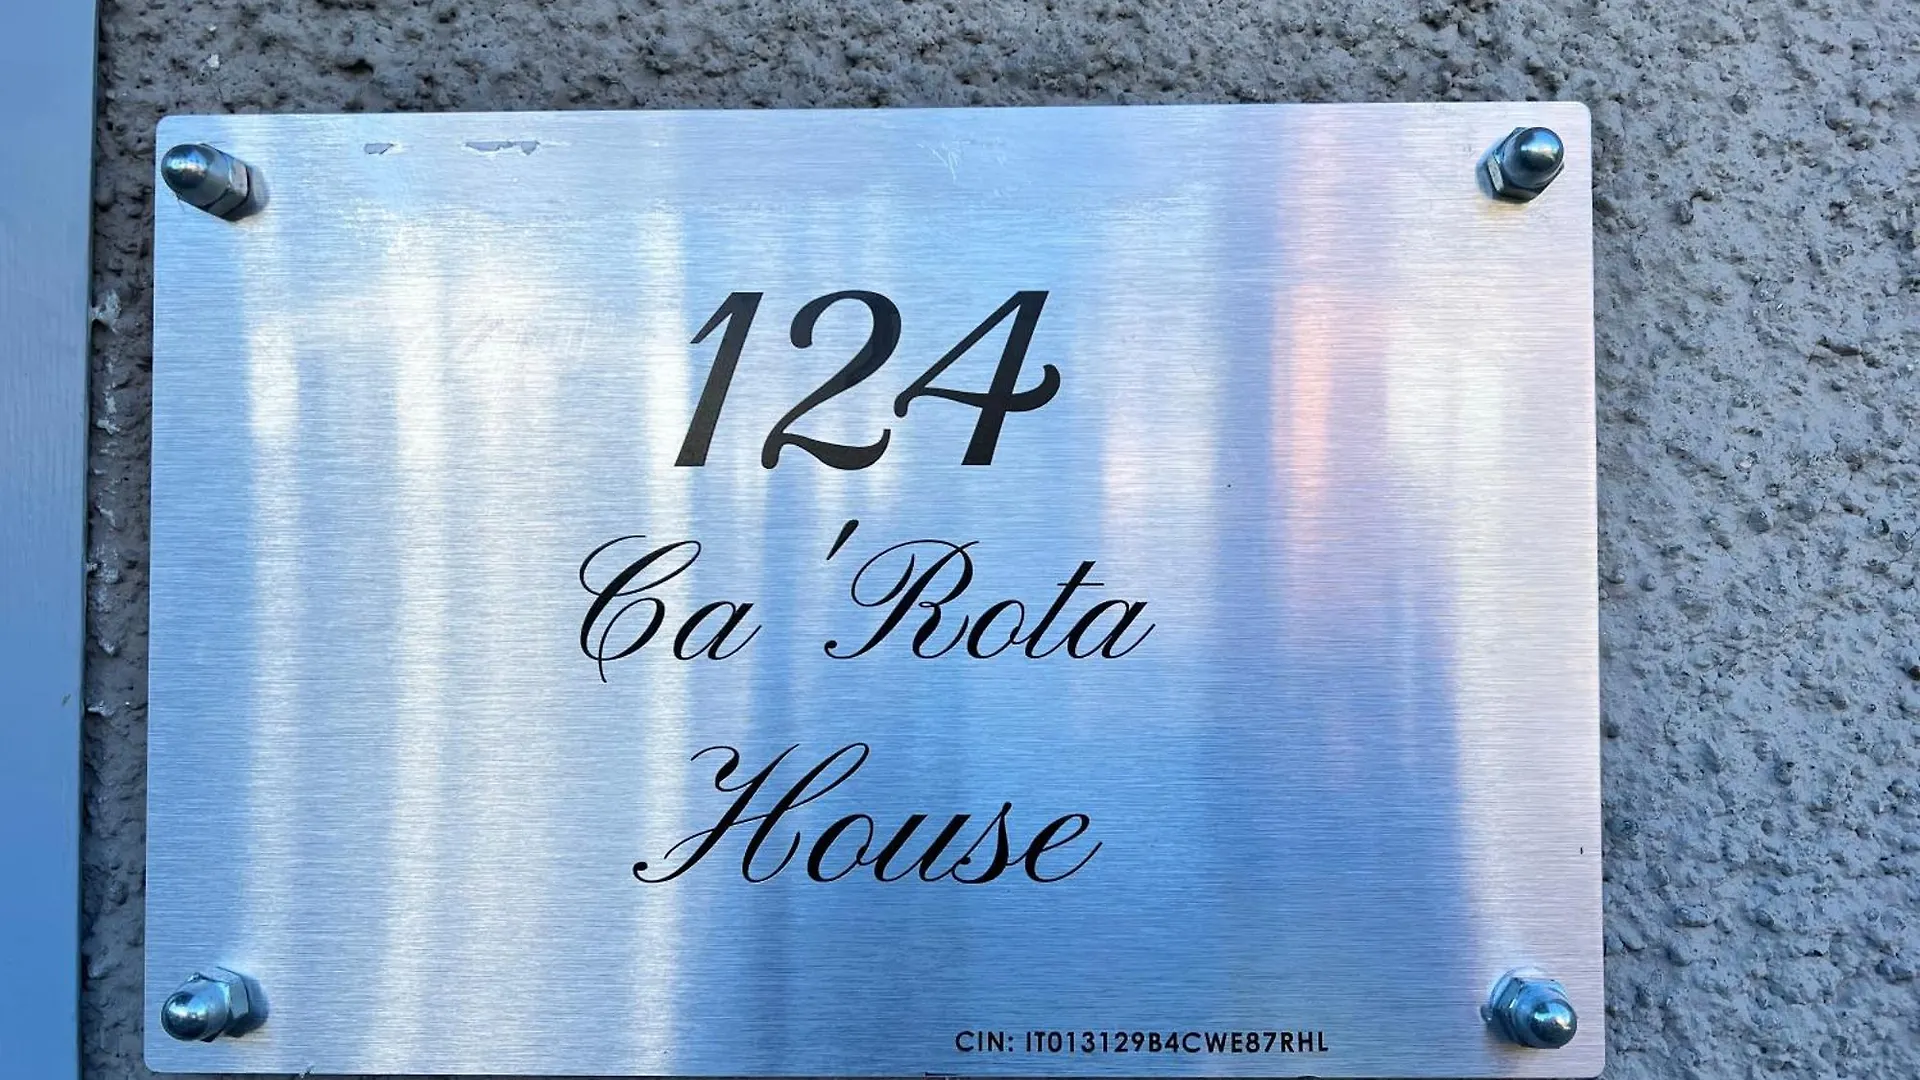 124
Ca 'Rota
House
CIN: IT013129B4CWE87RHL